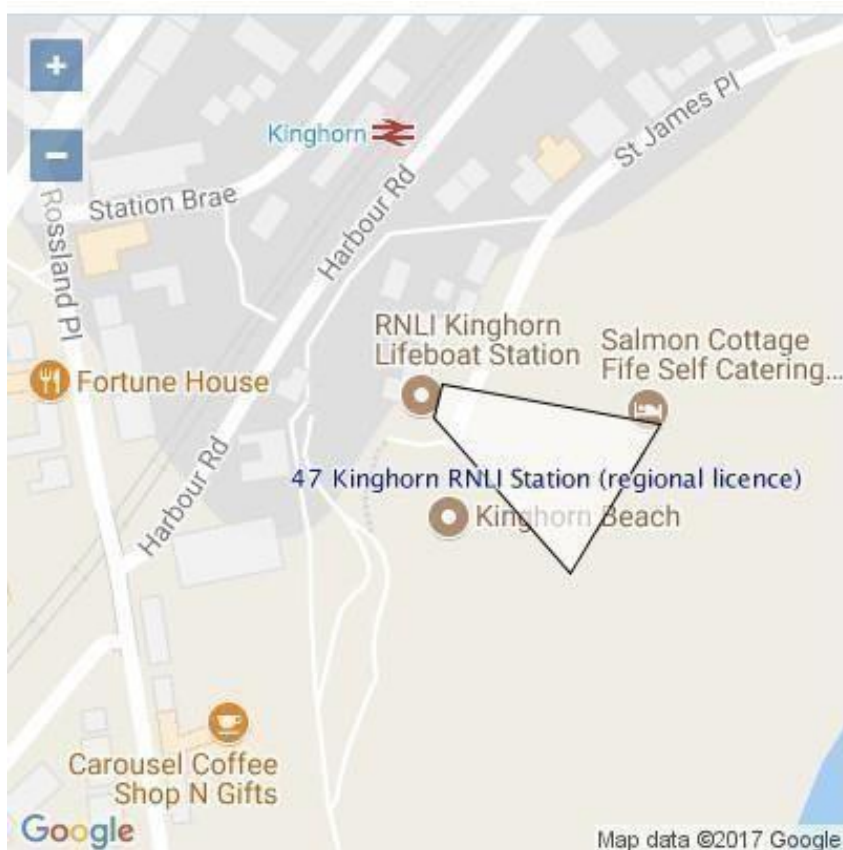 +
−
Kinghorn
Station Brae
Rossland Pl
Harbour Rd
St James Pl
RNLI Kinghorn
Lifeboat Station
Salmon Cottage
Fife Self Catering...
Fortune House
47 Kinghorn RNLI Station (regional licence)
Kinghorn Beach
Harbour Rd
Carousel Coffee
Shop N Gifts
Google
Map data ©2017 Google